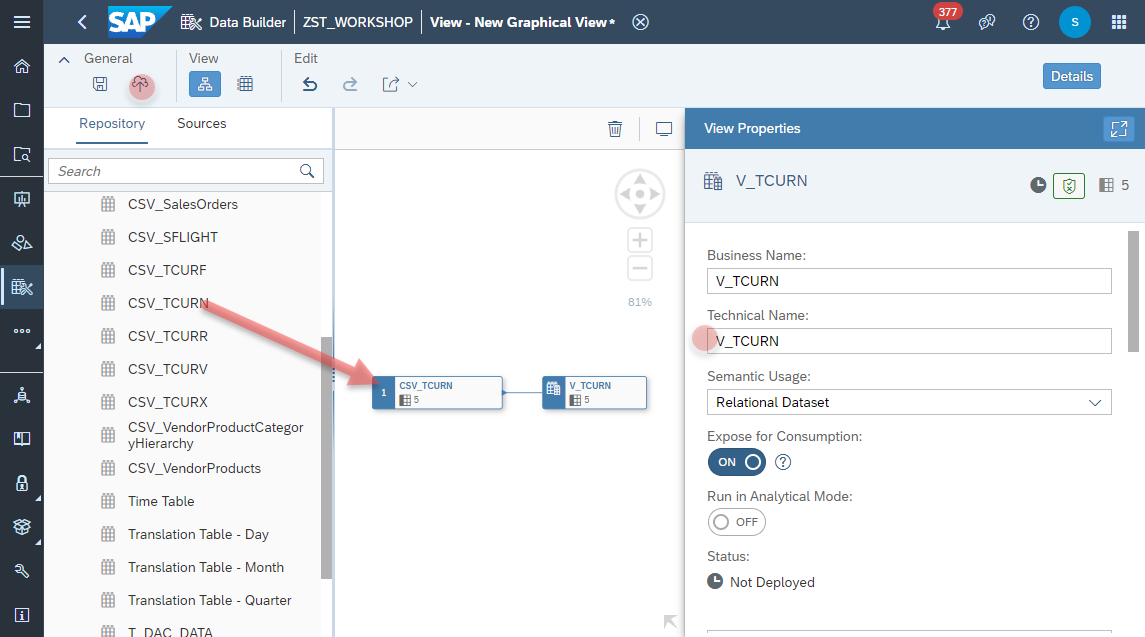 SAP
Data Builder
ZST_WORKSHOP
View - New Graphical View*
377
S
General
View
Edit
Details
Repository
Sources
Search
CSV_SalesOrders
CSV_SFLIGHT
CSV_TCURF
CSV_TCURN
CSV_TCURR
CSV_TCURV
CSV_TCURX
CSV_VendorProductCategor
yHierarchy
CSV_VendorProducts
Time Table
Translation Table - Day
Translation Table - Month
Translation Table - Quarter
T_DAC_DATA
81%
1
CSV_TCURN
5
V_TCURN
5
View Properties
V_TCURN
5
Business Name:
V_TCURN
Technical Name:
V_TCURN
Semantic Usage:
Relational Dataset
Expose for Consumption:
ON
Run in Analytical Mode:
OFF
Status:
Not Deployed